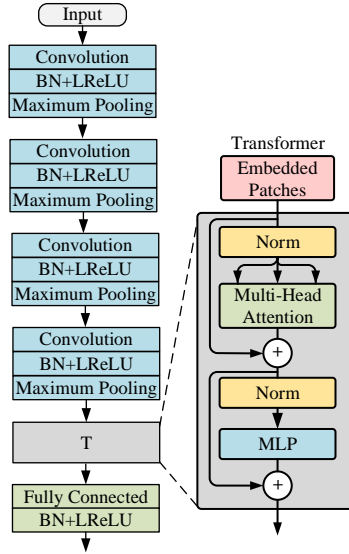 Input
Convolution
BN+LReLU
Maximum Pooling
Convolution
BN+LReLU
Maximum Pooling
Convolution
BN+LReLU
Maximum Pooling
Convolution
BN+LReLU
Maximum Pooling
T
Fully Connected
BN+LReLU
Transformer
Embedded
Patches
Norm
Multi-Head
Attention
+
Norm
MLP
+